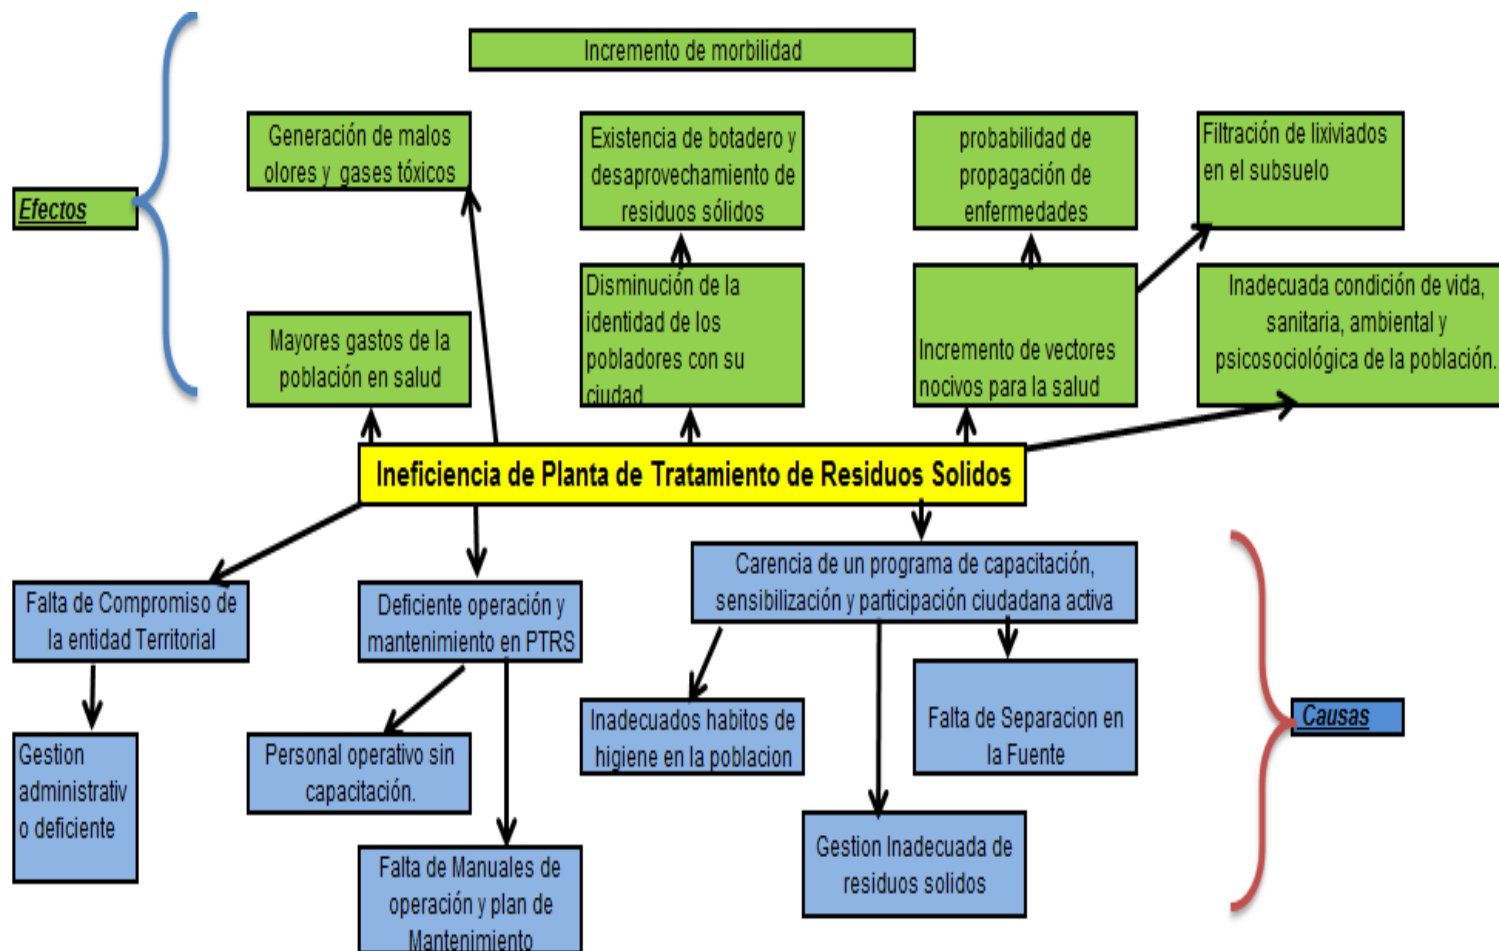 Incremento de morbilidad
Generación de malos
olores y gases tóxicos
Existencia de botadero y
desaprovechamiento de
residuos sólidos
probabilidad de
propagación de
enfermedades
Filtración de lixiviados
en el subsuelo
Efectos
Mayores gastos de la
población en salud
Disminución de la
identidad de los
pobladores con su
ciudad
Incremento de vectores
nocivos para la salud
Inadecuada condición de vida,
sanitaria, ambiental y
psicosociológica de la población.
Ineficiencia de Planta de Tratamiento de Residuos Solidos
Falta de Compromiso de
la entidad Territorial
Deficiente operación y
mantenimiento en PTRS
Carencia de un programa de capacitación,
sensibilización y participación ciudadana activa
Gestion
administrativ
o deficiente
Personal operativo sin
capacitación.
Inadecuados habitos de
higiene en la poblacion
Falta de Separacion en
la Fuente
Causas
Falta de Manuales de
operación y plan de
Mantenimiento
Gestion Inadecuada de
residuos solidos